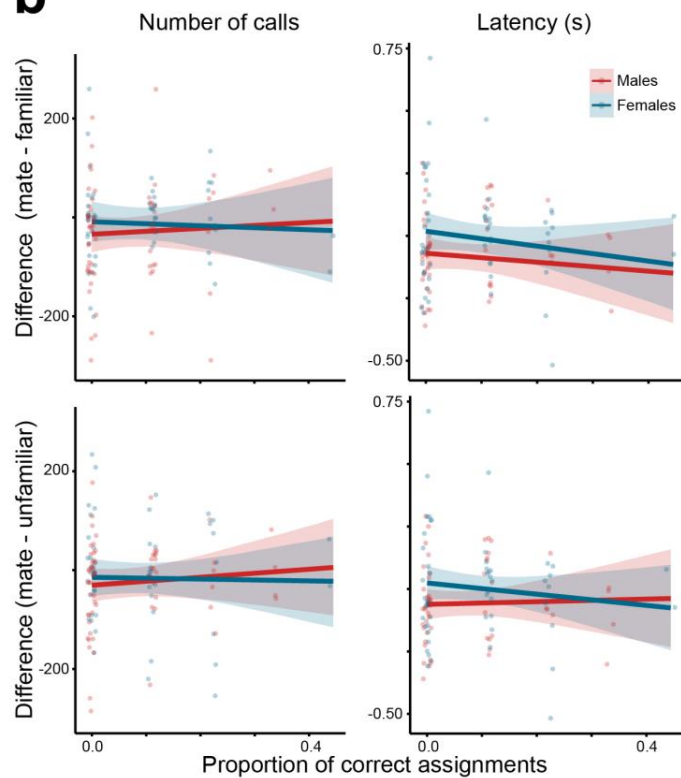 b
Number of calls
Latency (s)
Difference (mate - familiar)
200
-200
0.75
-0.50
Males
Females
Difference (mate - unfamiliar)
200
-200
0.75
-0.50
0.0
0.4
0.0
0.4
Proportion of correct assignments